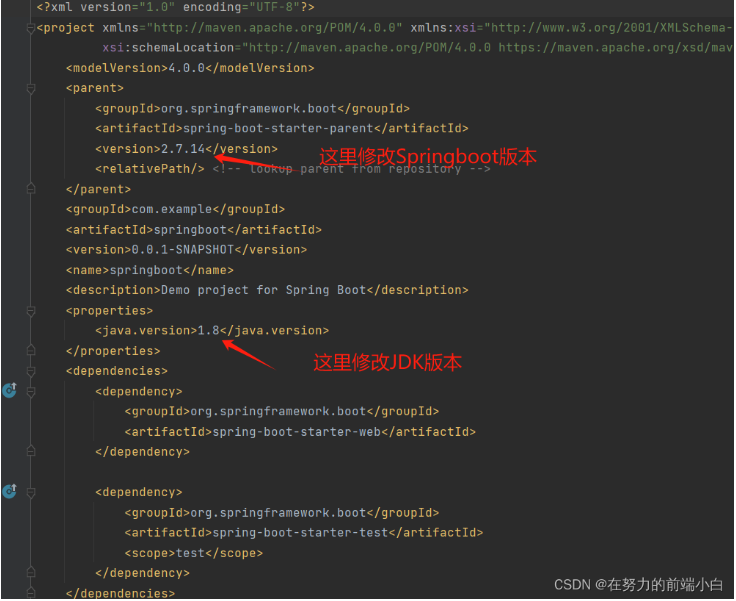 <?xml version="1.0" encoding="UTF-8"?>
<project xmlns="http://maven.apache.org/POM/4.0.0" xmlns:xsi="http://www.w3.org/2001/XMLSchema-
xsi:schemaLocation="http://maven.apache.org/POM/4.0.0 https://maven.apache.org/xsd/mav
<modelVersion>4.0.0</modelVersion>
<parent>
<groupId>org.springframework.boot</groupId>
<artifactId>spring-boot-starter-parent</artifactId>
<version>2.7.14</version>
这里修改Springboot版本
<relativePath/> <!-- lookup parent from repository -->
</parent>
<groupId>com.example</groupId>
<artifactId>springboot</artifactId>
<version>0.0.1-SNAPSHOT</version>
<name>springboot</name>
<description>Demo project for Spring Boot</description>
<properties>
<java.version>1.8</java.version>
</properties>
这里修改JDK版本
<dependencies>
<dependency>
<groupId>org.springframework.boot</groupId>
<artifactId>spring-boot-starter-web</artifactId>
</dependency>
<dependency>
<groupId>org.springframework.boot</groupId>
<artifactId>spring-boot-starter-test</artifactId>
<scope>test</scope>
</dependency>
</dependencies>
CSDN @在努力的前端小白